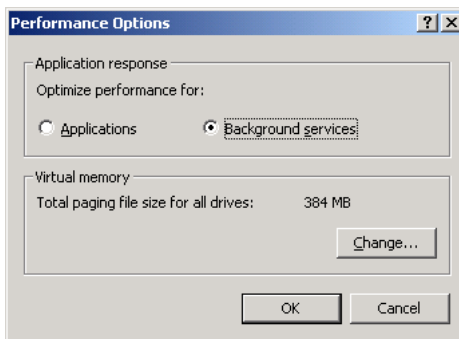 Performance Options
Application response
Optimize performance for:
Applications
Background services
Virtual memory
Total paging file size for all drives: 384 MB
Change...
OK Cancel